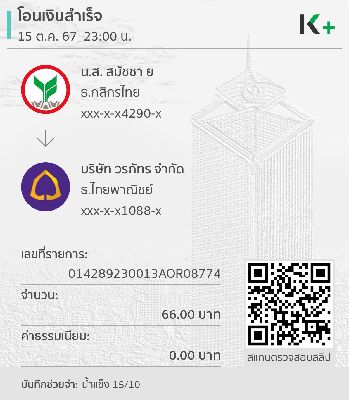 โอนเงินสำเร็จ
15 ต.ค. 67 23:00 น.
K+
น.ส. สมัชชา ย
ธ.กสิกรไทย
xxx-x-x4290-x
บริษัท วรภัทร จำกัด
ธ.ไทยพาณิชย์
xxx-x-x1088-x
เลขที่รายการ:
014289230013AOR08774
จำนวน:
66.00 บาท
ค่าธรรมเนียม:
0.00 บาท
สแกนตรวจสอบสลิป
บันทึกช่วยจำ: น้ำแข็ง 15/10